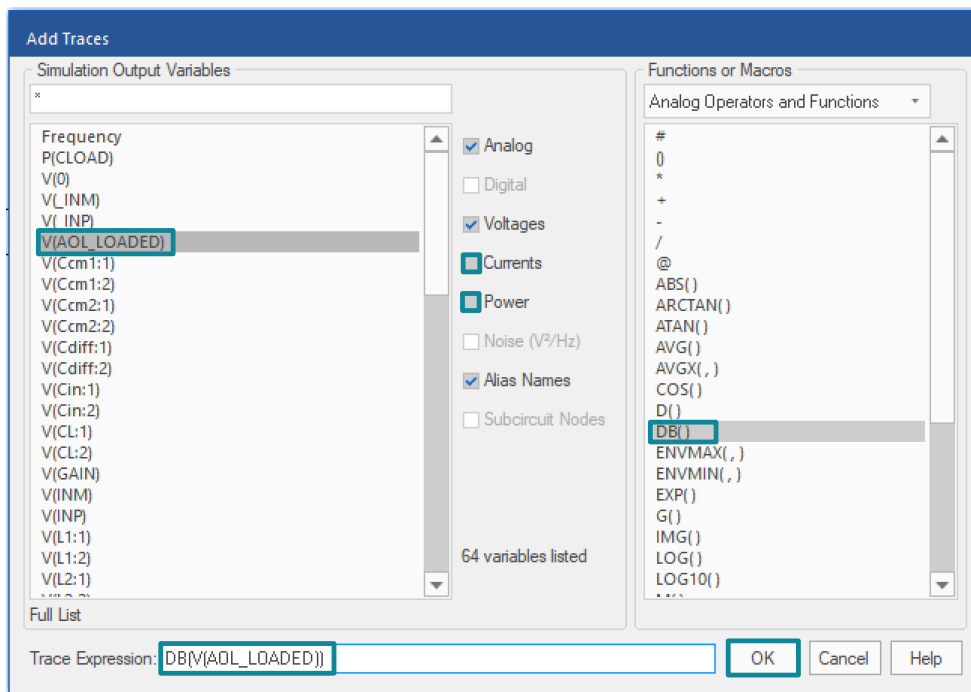 Add Traces
Simulation Output Variables
*
Frequency
P(CLOAD)
V(0)
V(_INM)
V(_INP)
V(AOL_LOADED)
V(Ccm1:1)
V(Ccm1:2)
V(Ccm2:1)
V(Ccm2:2)
V(Cdiff:1)
V(Cdiff:2)
V(Cin:1)
V(Cin:2)
V(CL:1)
V(CL:2)
V(GAIN)
V(INM)
V(INP)
V(L1:1)
V(L1:2)
V(L2:1)
Full List
Analog
Digital
Voltages
Currents
Power
Noise (V²/Hz)
Alias Names
Subcircuit Nodes
64 variables listed
Functions or Macros
Analog Operators and Functions
#
()
*
+
-
/
@
ABS()
ARCTAN()
ATAN()
AVG()
AVGX(,)
COS()
D()
DB()
ENVMAX(,)
ENVMIN(,)
EXP()
G()
IMG()
LOG()
LOG10()
Trace Expression: DB(V(AOL_LOADED))
OK Cancel Help